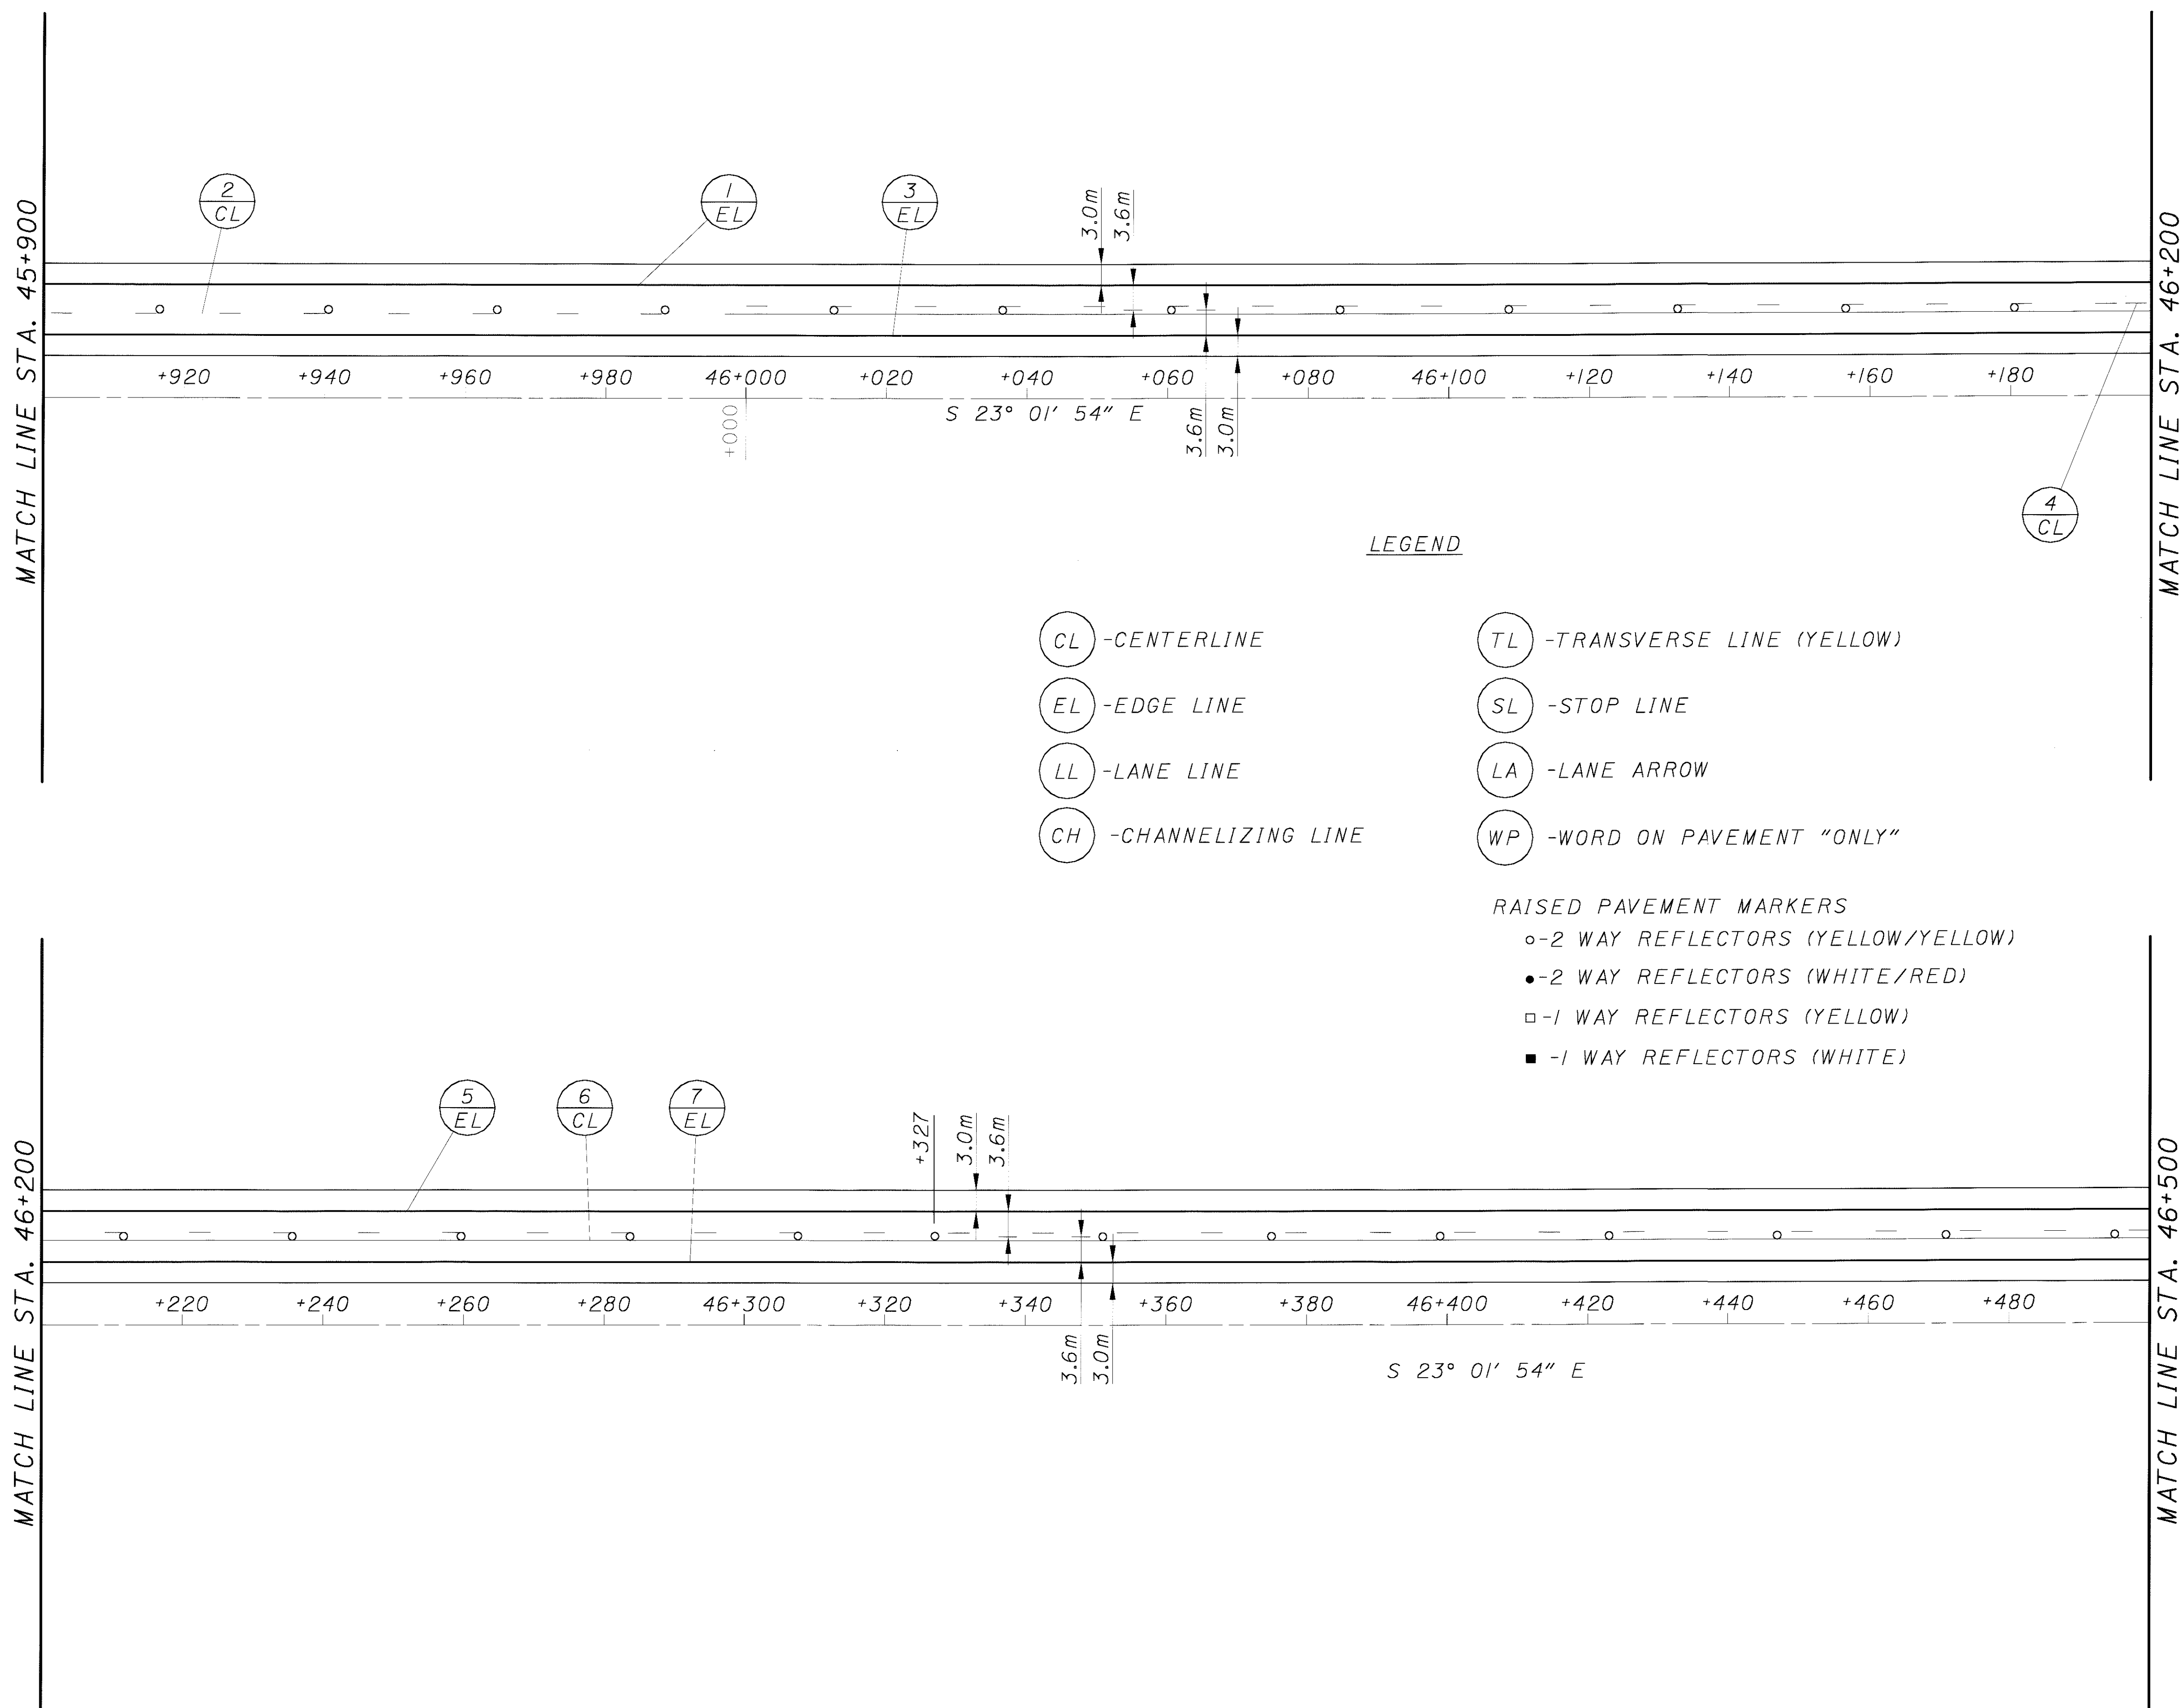 MATCH LINE STA. 45+900
2
CL
1
EL
3
EL
3.0m
3.6m
MATCH LINE STA. 46+200
+920 +940 +960 +980 46+000 +020 +040 +060 +080 46+100 +120 +140 +160 +180
+000
S 23° 01' 54" E
3.6m
3.0m
4
CL
LEGEND
CL -CENTERLINE
EL -EDGE LINE
LL -LANE LINE
CH -CHANNELIZING LINE
TL -TRANSVERSE LINE (YELLOW)
SL -STOP LINE
LA -LANE ARROW
WP -WORD ON PAVEMENT "ONLY"
RAISED PAVEMENT MARKERS
-2 WAY REFLECTORS (YELLOW/YELLOW)
-2 WAY REFLECTORS (WHITE/RED)
-1 WAY REFLECTORS (YELLOW)
-1 WAY REFLECTORS (WHITE)
MATCH LINE STA. 46+200
5
EL
6
CL
7
EL
+327
3.0m
3.6m
MATCH LINE STA. 46+500
+220 +240 +260 +280 46+300 +320 +340 +360 +380 46+400 +420 +440 +460 +480
3.6m
3.0m
S 23° 01' 54" E